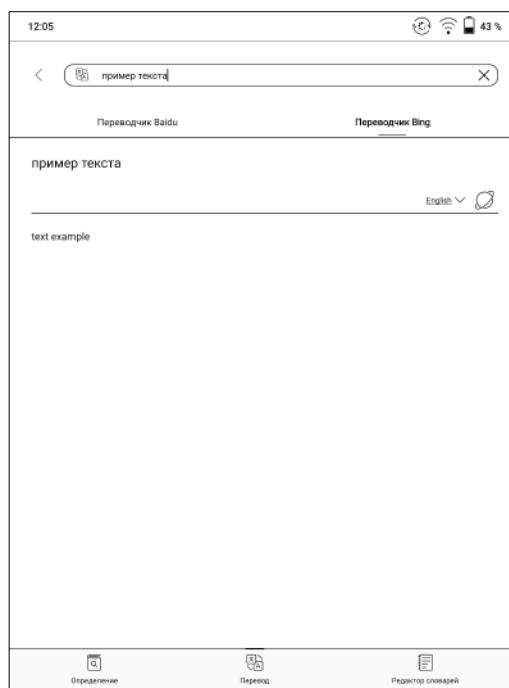 12:05 43 %
пример текста
Переводчик Baidu Переводчик Bing
пример текста
English
text example
Определение Перевод Редактор словарей